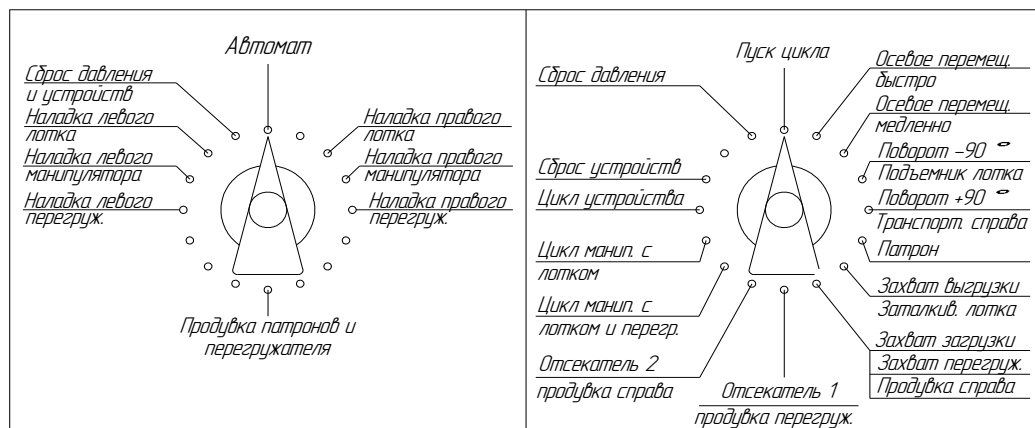 Автомат
Сброс давления
и устройств
Наладка левого
лотка
Наладка левого
манипулятора
Наладка левого
перегруж.
Наладка правого
лотка
Наладка правого
манипулятора
Наладка правого
перегруж.
Продувка патронов и
перегружателя
Пуск цикла
Сброс давления
Сброс устройств
Цикл устройства
Цикл манип. с
лотком
Цикл манип. с
лотком и перегр.
Отсекатель 2
продувка справа
Отсекатель 1
продувка перегруж.
Осевое перемещ.
быстро
Осевое перемещ.
медленно
Поворот -90 °
Подъемник лотка
Поворот +90 °
Транспорт. справа
Патрон
Захват выгрузки
Заталкив. лотка
Захват загрузки
Захват перегруж.
Продувка справа